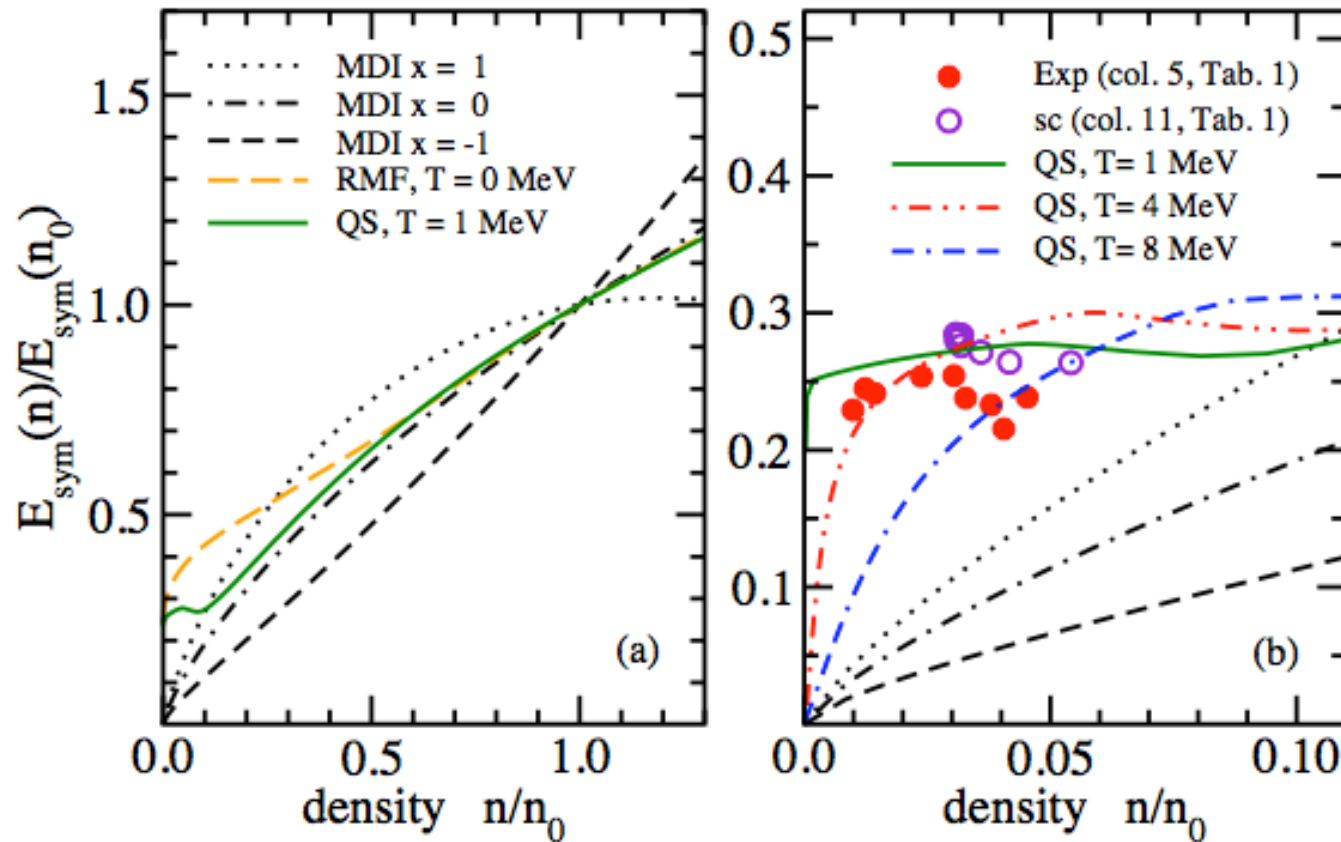 1.5
1.0
0.5
E_sym(n)/E_sym(n_0)
MDI x = 1
MDI x = 0
MDI x = -1
RMF, T = 0 MeV
QS, T = 1 MeV
(a)
0.0 0.5 1.0
density n/n_0
0.5
0.4
0.3
0.2
0.1
Exp (col. 5, Tab. 1)
sc (col. 11, Tab. 1)
QS, T= 1 MeV
QS, T= 4 MeV
QS, T= 8 MeV
(b)
0.0 0.05 0.10
density n/n_0